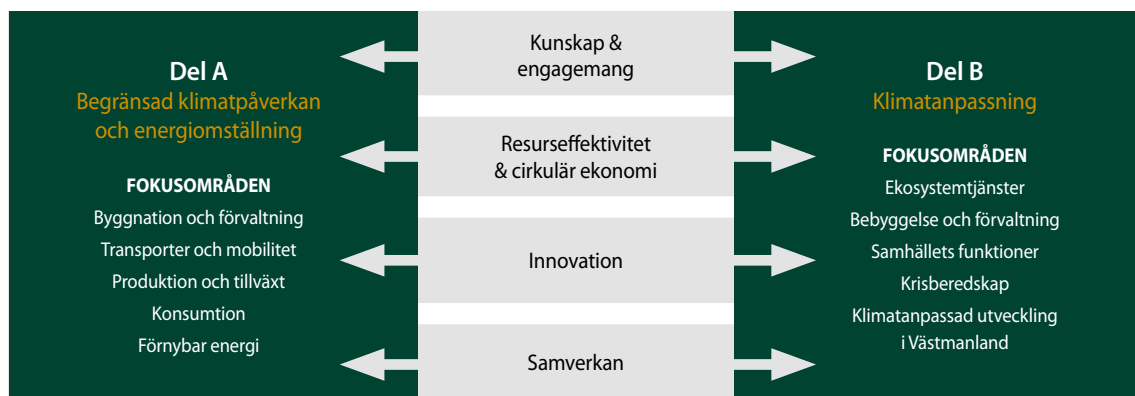 Del A
Begränsad klimatpåverkan
och energiomställning
FOKUSOMRÅDEN
Byggnation och förvaltning
Transporter och mobilitet
Produktion och tillväxt
Konsumtion
Förnybar energi
Kunskap &
engagemang
Resurseffektivitet
& cirkulär ekonomi
Innovation
Samverkan
Del B
Klimatanpassning
FOKUSOMRÅDEN
Ekosystemtjänster
Bebyggelse och förvaltning
Samhällets funktioner
Krisberedskap
Klimatanpassad utveckling
i Västmanland